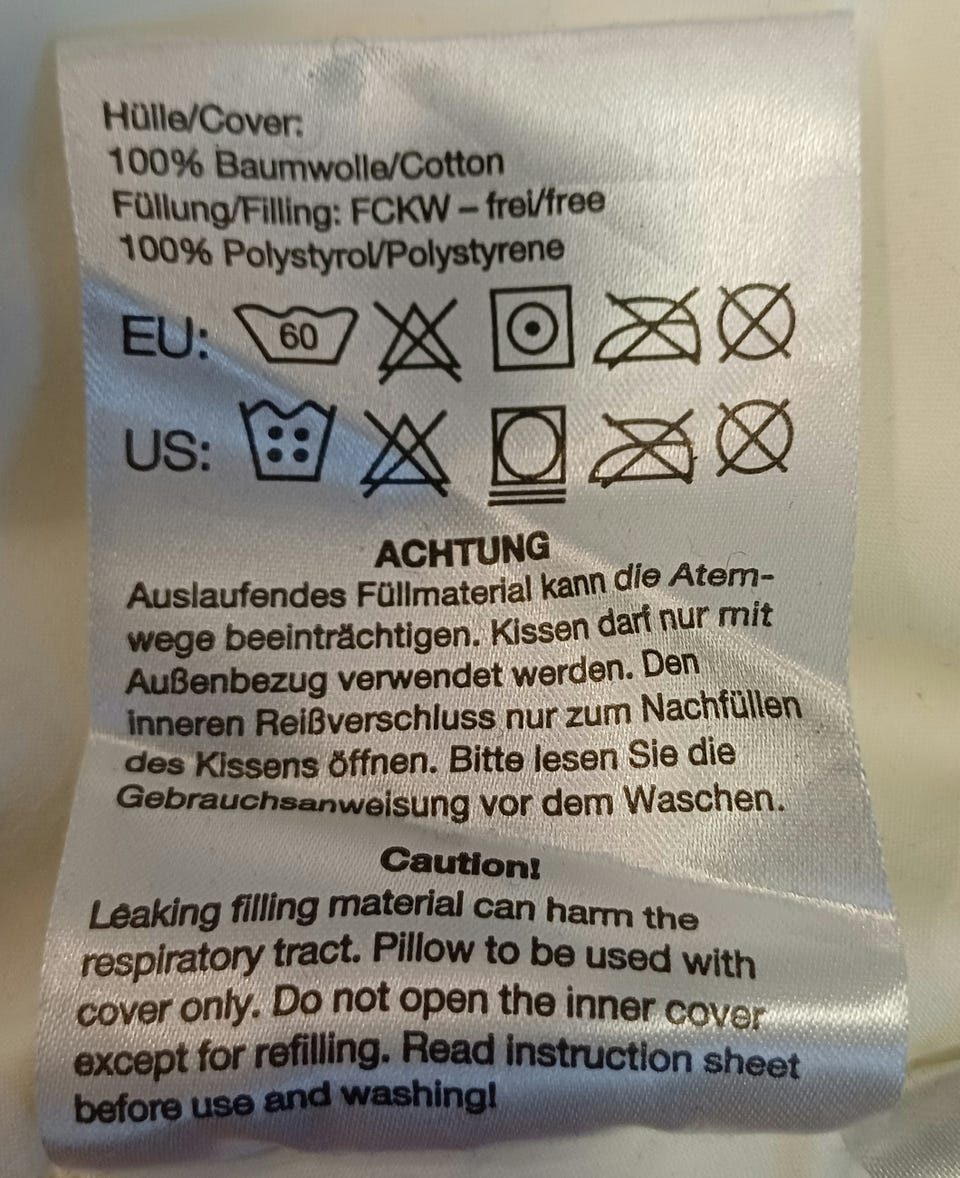 Hülle/Cover:
100% Baumwolle/Cotton
Füllung/Filling: FCKW – frei/free
100% Polystyrol/Polystyrene
EU: 60
US:
ACHTUNG
Auslaufendes Füllmaterial kann die Atem-
wege beeinträchtigen. Kissen darf nur mit
Außenbezug verwendet werden. Den
inneren Reißverschluss nur zum Nachfüllen
des Kissens öffnen. Bitte lesen Sie die
Gebrauchsanweisung vor dem Waschen.
Caution!
Leaking filling material can harm the
respiratory tract. Pillow to be used with
cover only. Do not open the inner cover
except for refilling. Read instruction sheet
before use and washing!